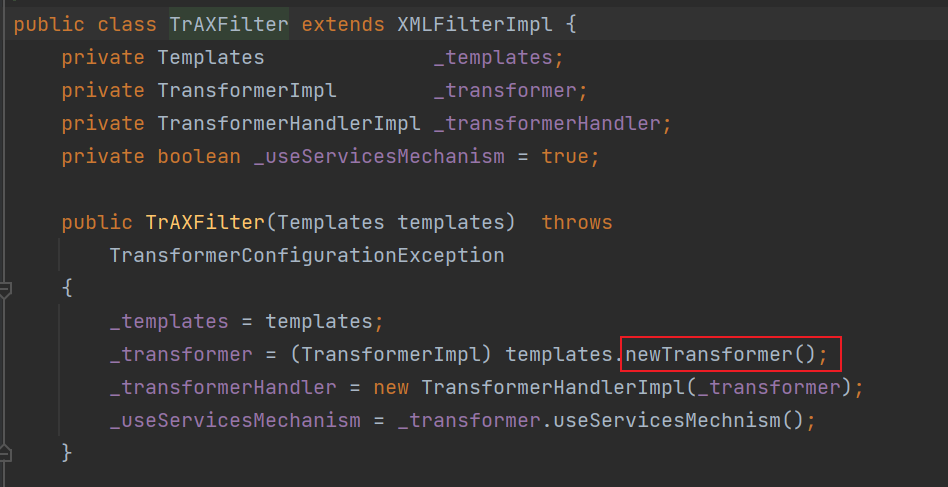 public class TrAXFilter extends XMLFilterImpl {
private Templates _templates;
private TransformerImpl _transformer;
private TransformerHandlerImpl _transformerHandler;
private boolean _useServicesMechanism = true;
public TrAXFilter(Templates templates) throws
TransformerConfigurationException
{
_templates = templates;
_transformer = (TransformerImpl) templates.newTransformer();
_transformerHandler = new TransformerHandlerImpl(_transformer);
_useServicesMechanism = _transformer.useServicesMechnism();
}